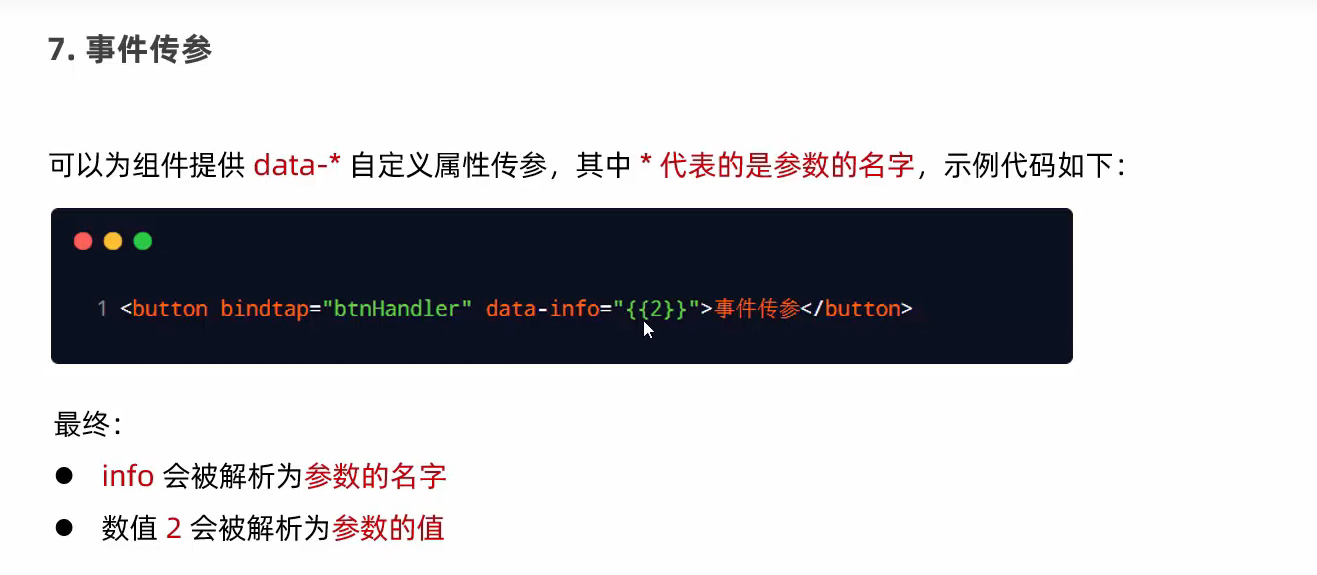 7. 事件传参
可以为组件提供 data-* 自定义属性传参，其中 * 代表的是参数的名字，示例代码如下：
1 <button bindtap="btnHandler" data-info="{{2}}">事件传参</button>
最终：
● info 会被解析为参数的名字
● 数值 2 会被解析为参数的值